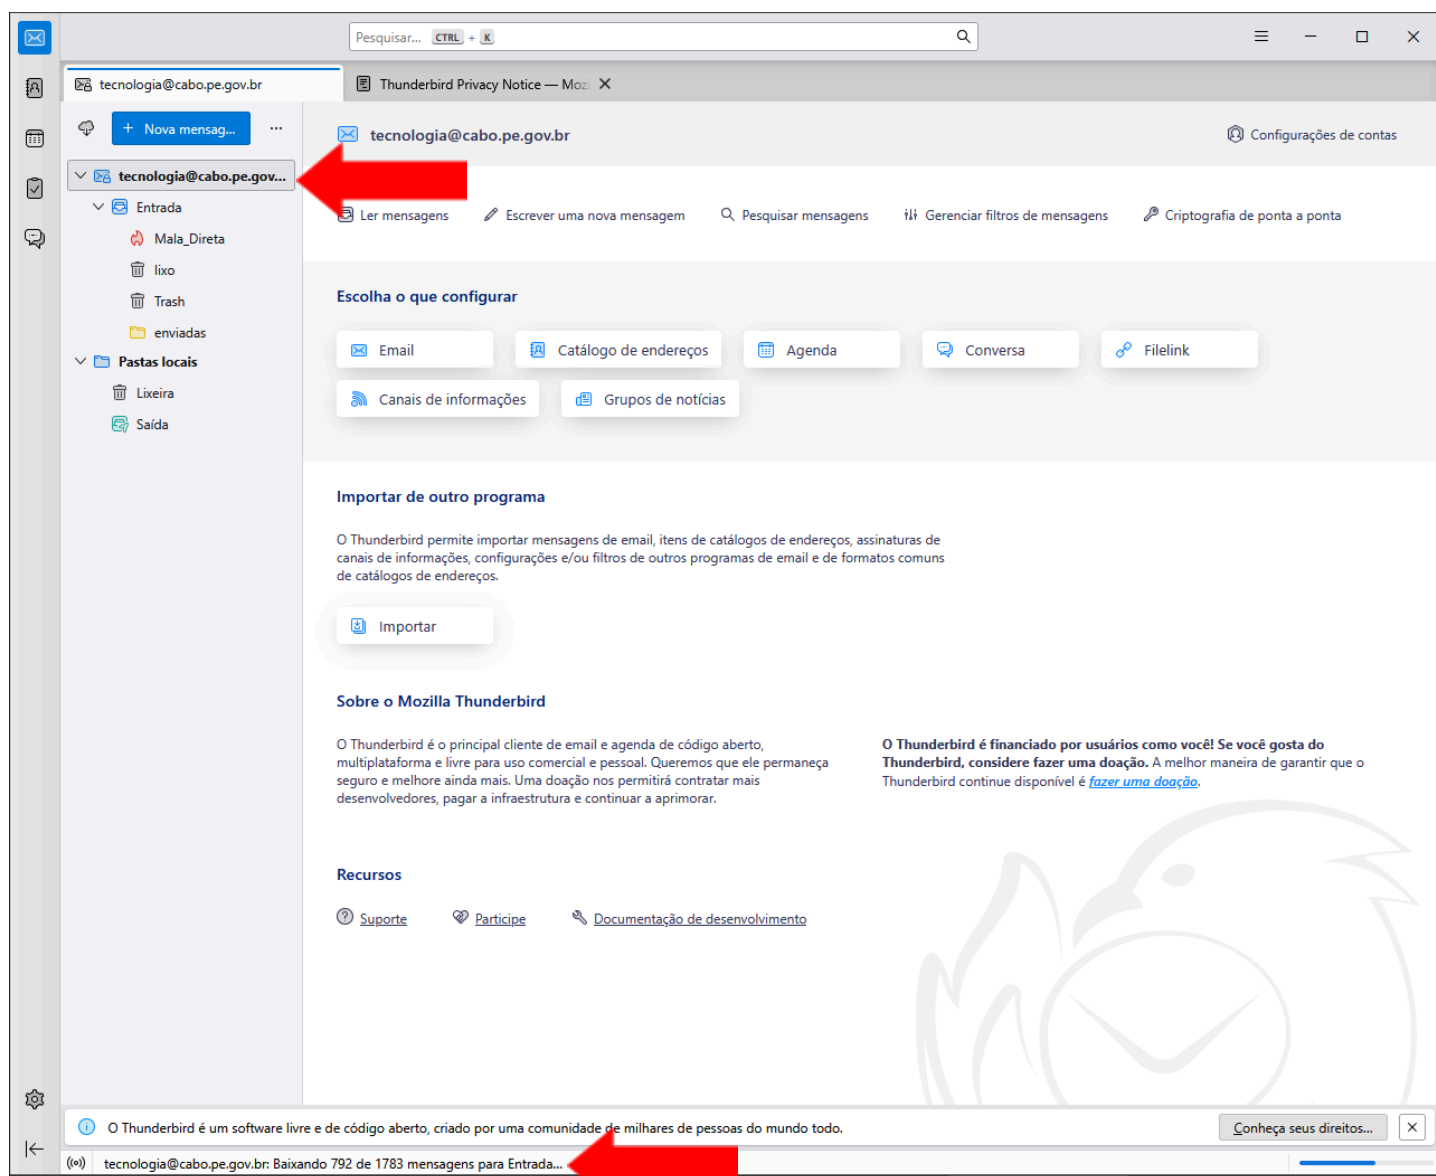 Pesquisar... CTRL + K
tecnologia@cabo.pe.gov.br
Thunderbird Privacy Notice — Mozi
+ Nova mensag...
tecnologia@cabo.pe.gov...
Entrada
Mala_Direta
lixo
Trash
enviadas
Pastas locais
Lixeira
Saída
tecnologia@cabo.pe.gov.br
Configurações de contas
Ler mensagens
Escrever uma nova mensagem
Pesquisar mensagens
Gerenciar filtros de mensagens
Criptografia de ponta a ponta
Escolha o que configurar
Email
Catálogo de endereços
Agenda
Conversa
Filelink
Canais de informações
Grupos de notícias
Importar de outro programa
O Thunderbird permite importar mensagens de email, itens de catálogos de endereços, assinaturas de
canais de informações, configurações e/ou filtros de outros programas de email e de formatos comuns
de catálogos de endereços.
Importar
Sobre o Mozilla Thunderbird
O Thunderbird é o principal cliente de email e agenda de código aberto,
multiplataforma e livre para uso comercial e pessoal. Queremos que ele permaneça
seguro e melhore ainda mais. Uma doação nos permitirá contratar mais
desenvolvedores, pagar a infraestrutura e continuar a aprimorar.
O Thunderbird é financiado por usuários como você! Se você gosta do
Thunderbird, considere fazer uma doação. A melhor maneira de garantir que o
Thunderbird continue disponível é fazer uma doação.
Recursos
Suporte
Participe
Documentação de desenvolvimento
O Thunderbird é um software livre e de código aberto, criado por uma comunidade de milhares de pessoas do mundo todo.
Conheça seus direitos...
tecnologia@cabo.pe.gov.br: Baixando 792 de 1783 mensagens para Entrada...